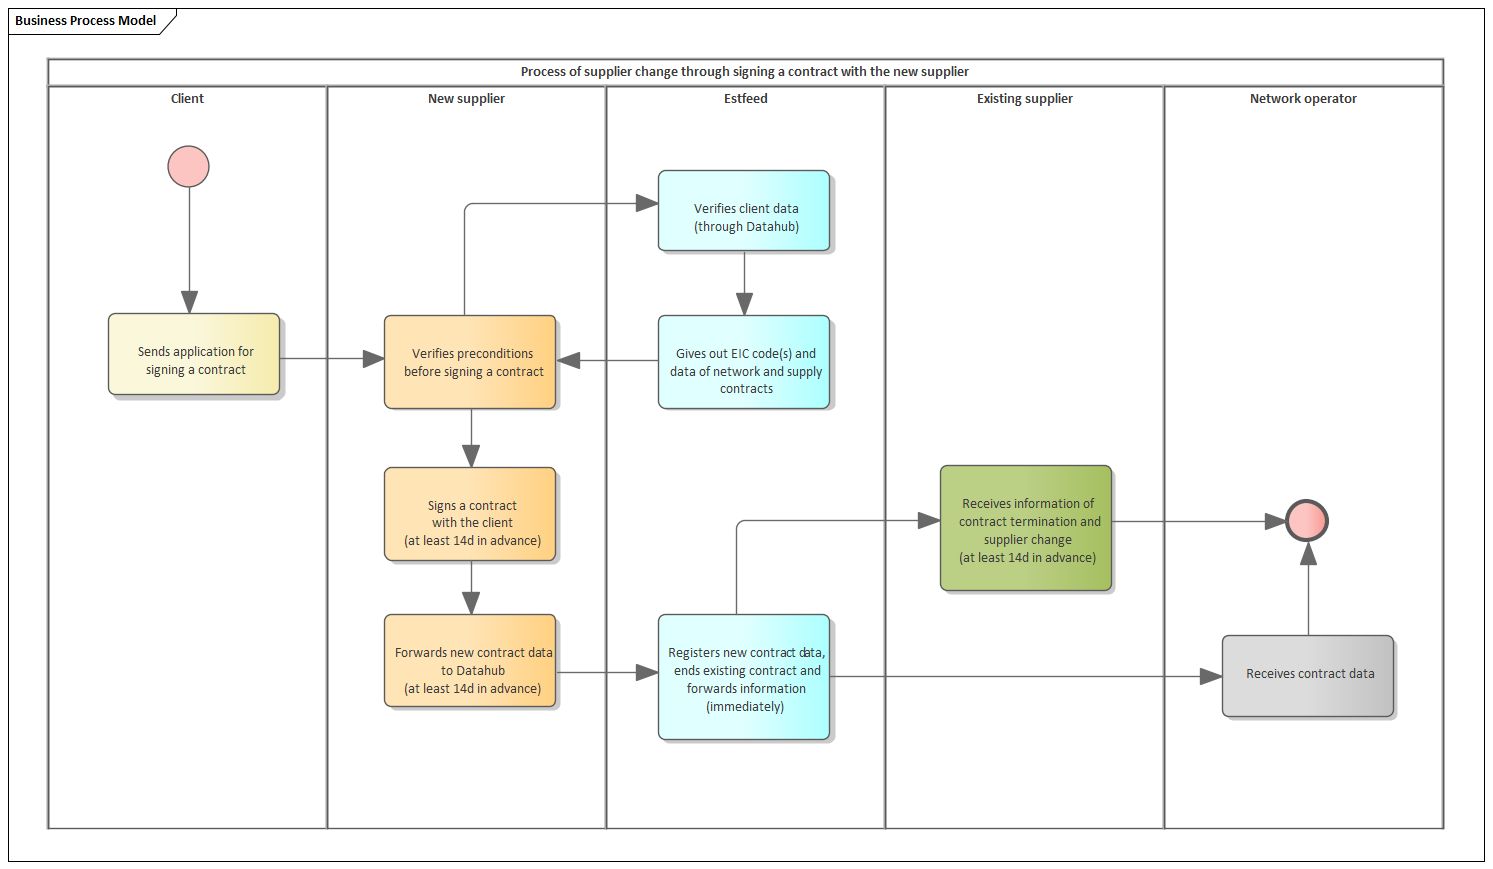 Business Process Model
Process of supplier change through signing a contract with the new supplier
Client
New supplier
Estfeed
Existing supplier
Network operator
Sends application for
signing a contract
Verifies preconditions
before signing a contract
Verifies client data
(through Datahub)
Gives out EIC code(s) and
data of network and supply
contracts
Signs a contract
with the client
(at least 14d in advance)
Forwards new contract data
to Datahub
(at least 14d in advance)
Registers new contract data,
ends existing contract and
forwards information
(immediately)
Receives information of
contract termination and
supplier change
(at least 14d in advance)
Receives contract data